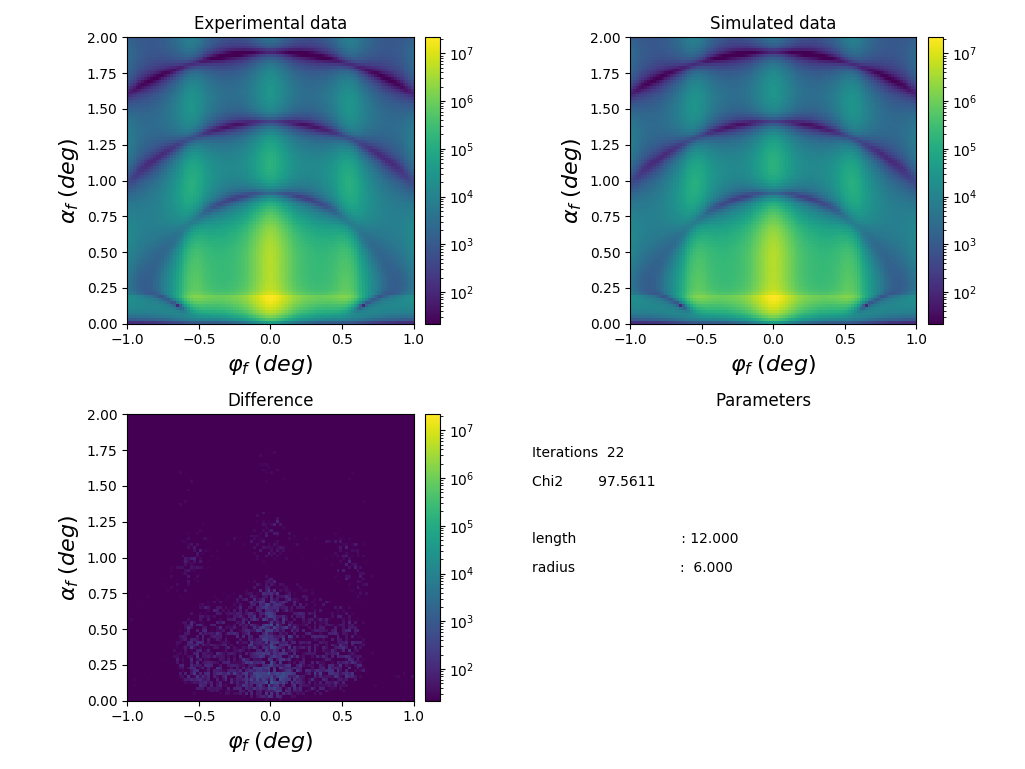 Experimental data
2.00
1.75
1.50
1.25
1.00
0.75
0.50
0.25
0.00
−1.0 −0.5 0.0 0.5 1.0
α_f (deg)
φ_f (deg)
10^7
10^6
10^5
10^4
10^3
10^2
Simulated data
2.00
1.75
1.50
1.25
1.00
0.75
0.50
0.25
0.00
−1.0 −0.5 0.0 0.5 1.0
α_f (deg)
φ_f (deg)
10^7
10^6
10^5
10^4
10^3
10^2
Difference
2.00
1.75
1.50
1.25
1.00
0.75
0.50
0.25
0.00
−1.0 −0.5 0.0 0.5 1.0
α_f (deg)
φ_f (deg)
10^7
10^6
10^5
10^4
10^3
10^2
Parameters
Iterations 22
Chi2 97.5611
length : 12.000
radius : 6.000